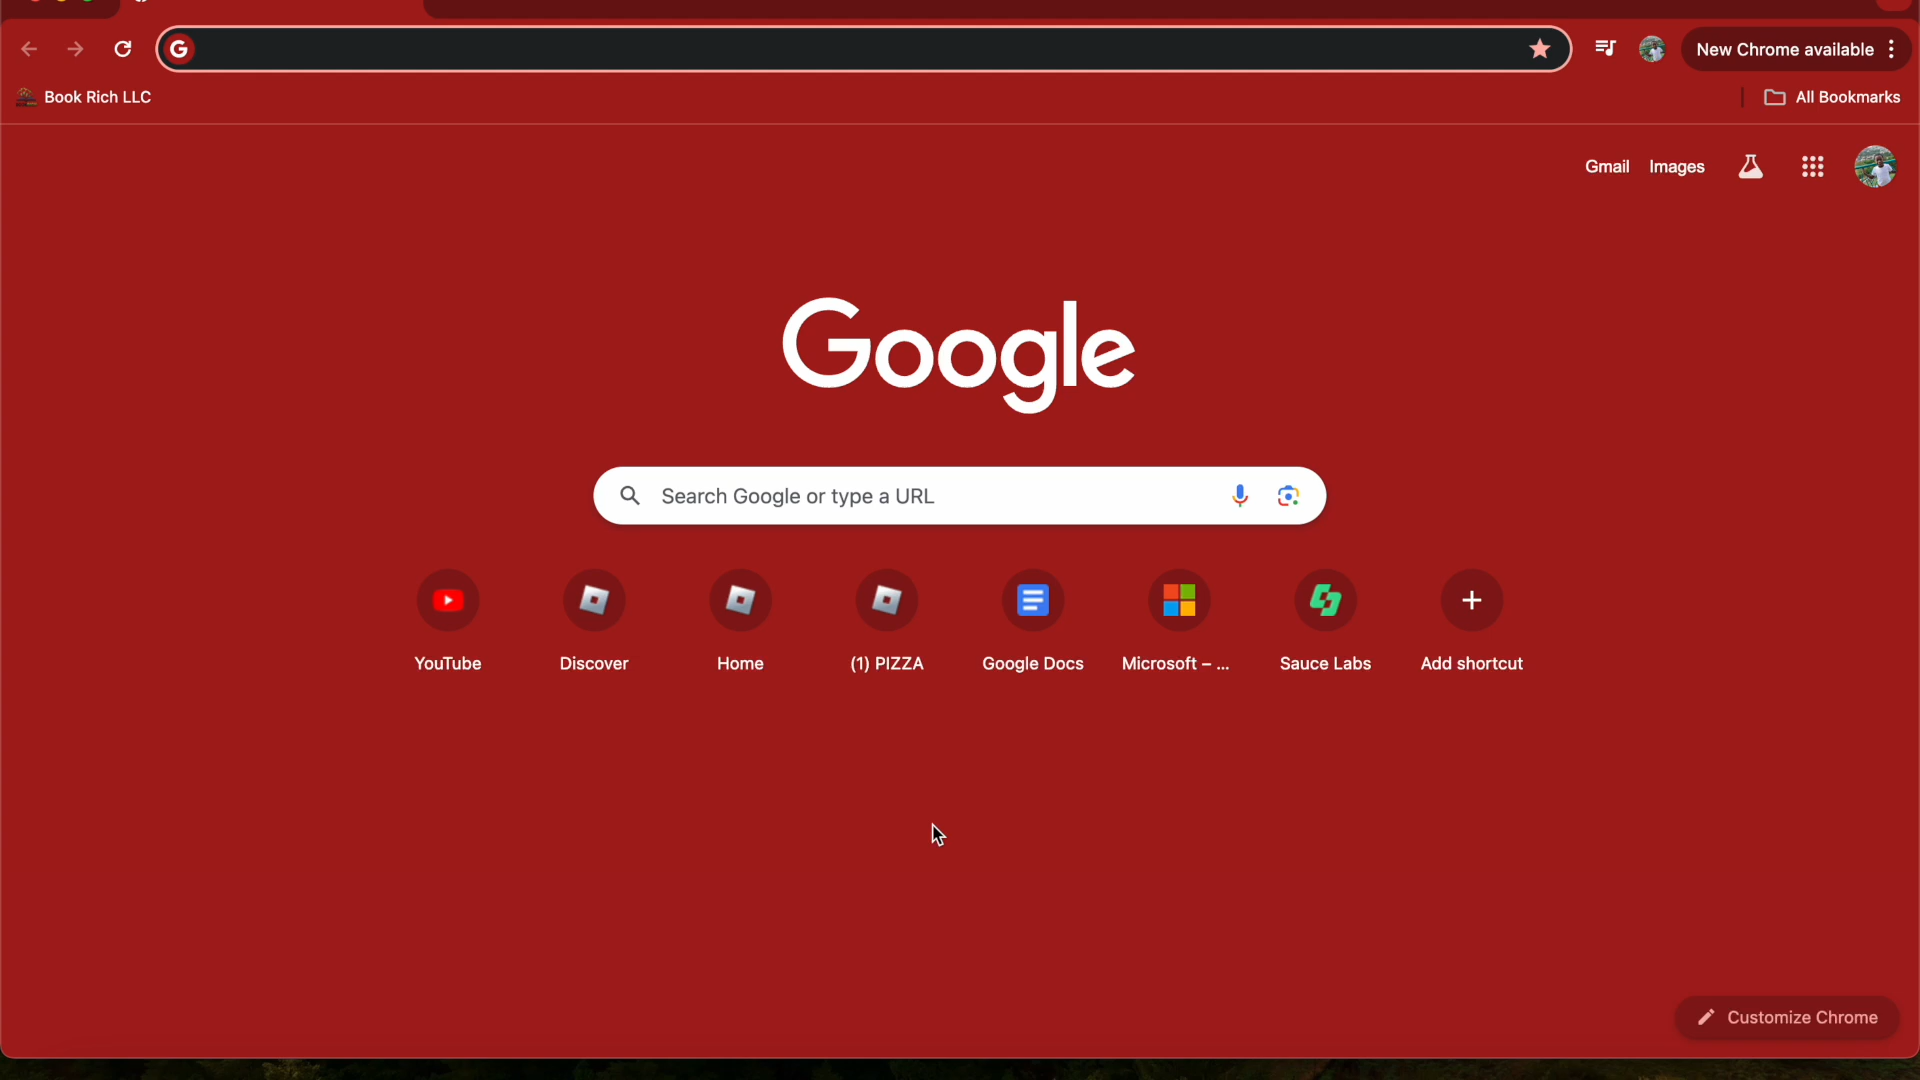 New Chrome available
Book Rich LLC
All Bookmarks
Gmail Images
Google
Search Google or type a URL
YouTube
Discover
Home
(1) PIZZA
Google Docs
Microsoft – ...
Sauce Labs
Add shortcut
Customize Chrome